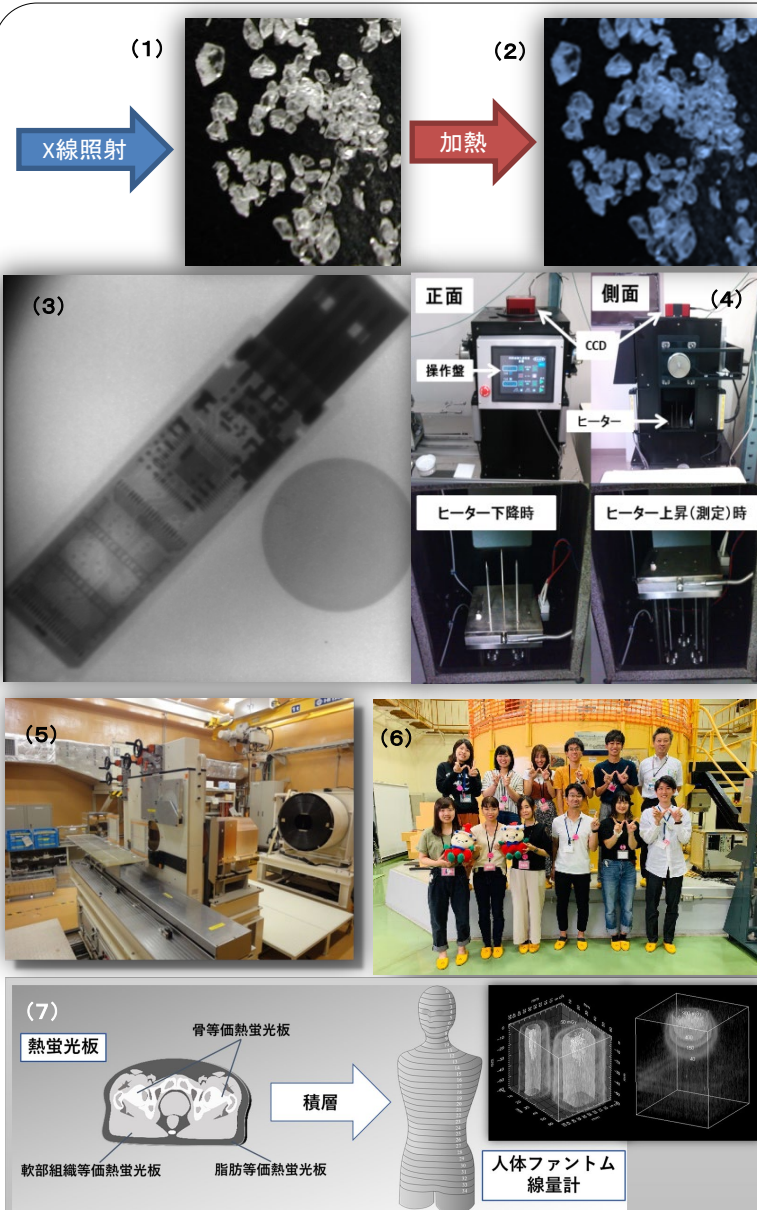 (1)
X線照射
(2)
加熱
(3)
正面
側面
(4)
CCD
操作盤
ヒーター
ヒーター下降時
ヒーター上昇(測定)時
(5)
(6)
(7)
熱蛍光板
骨等価熱蛍光板
軟部組織等価熱蛍光板
脂肪等価熱蛍光板
積層
人体ファントム
線量計